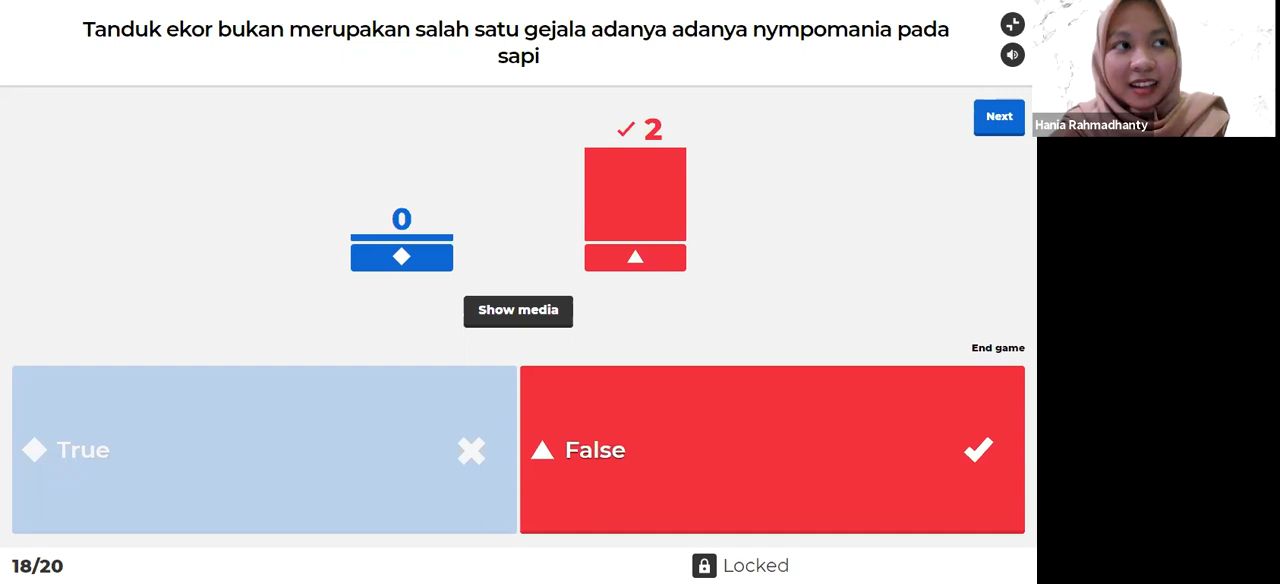 Tanduk ekor bukan merupakan salah satu gejala adanya adanya nympomania pada
sapi
Next
Hania Rahmadhanty
2
0
Show media
End game
True
False
18/20
Locked